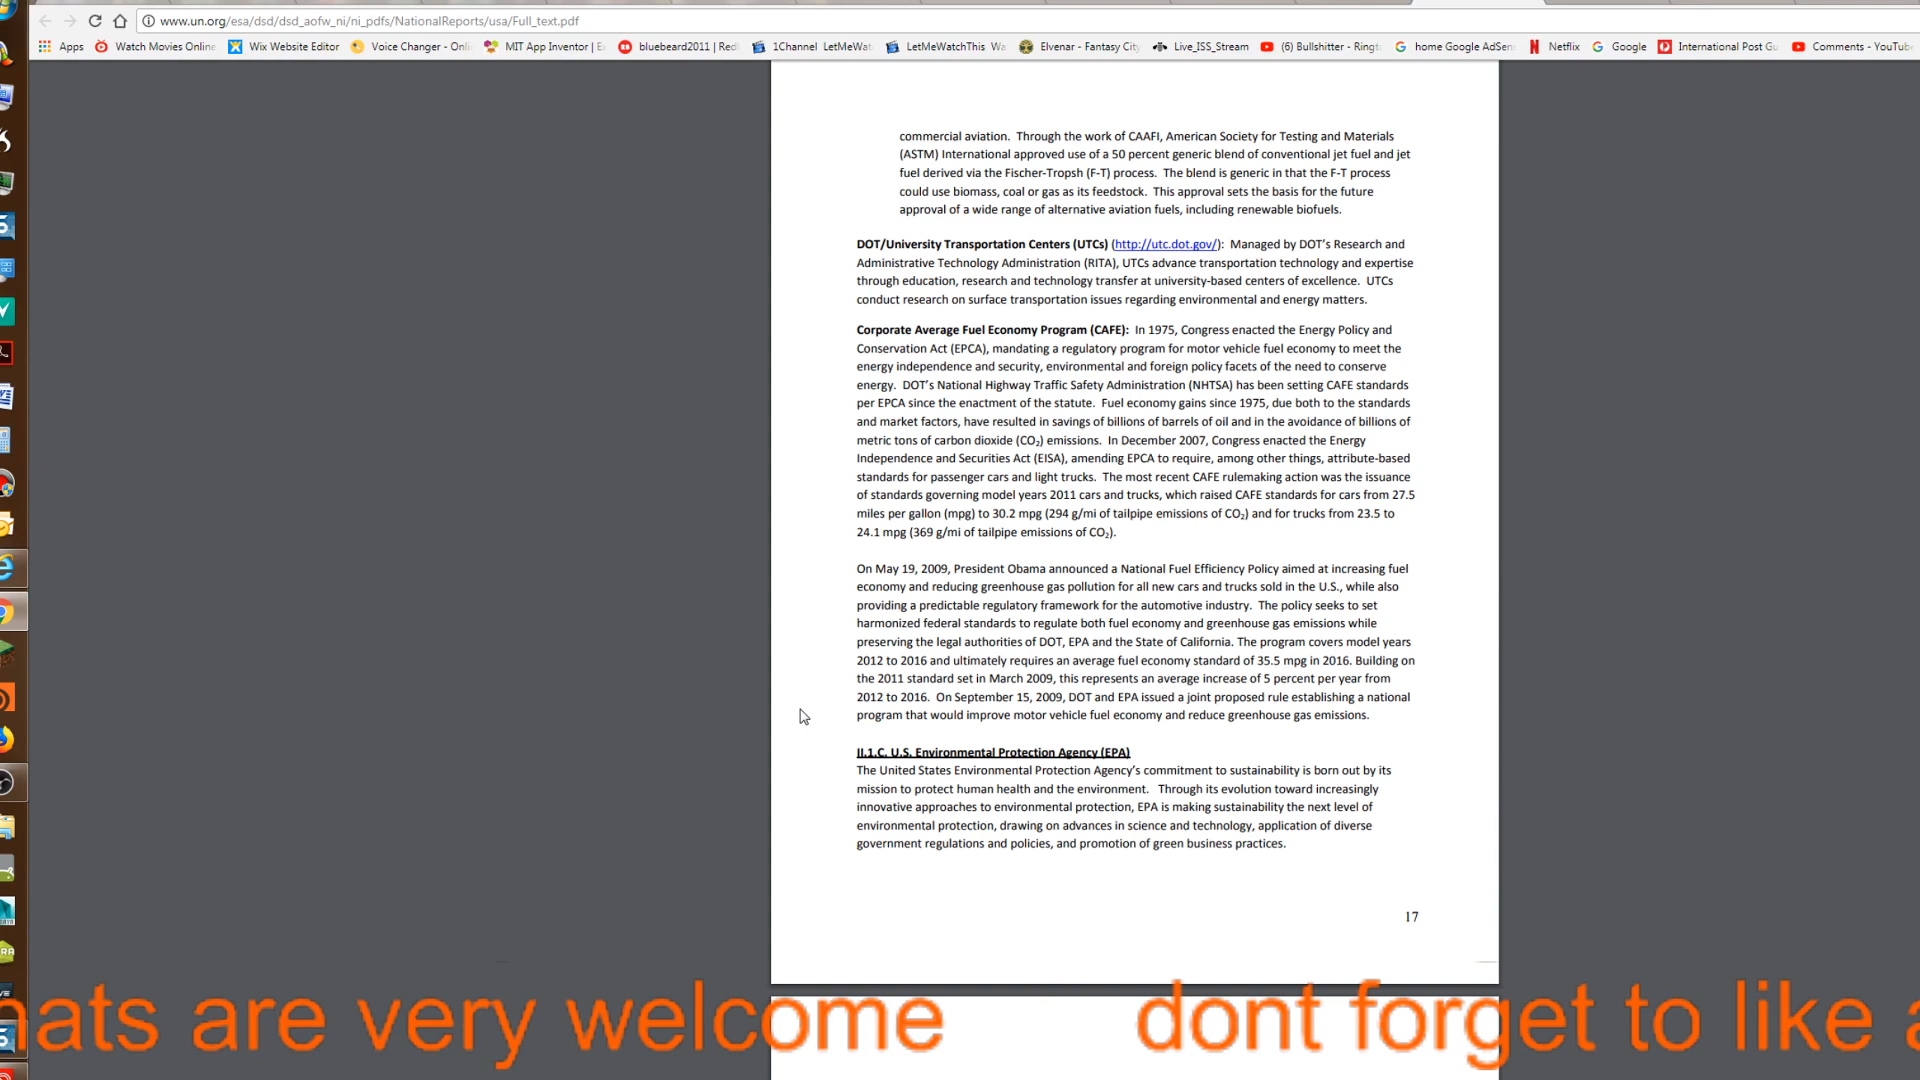 www.un.org/esa/dsd/dsd_aofw_ni/ni_pdfs/NationalReports/usa/Full_text.pdf
Apps Watch Movies Online Wix Website Editor Voice Changer - Onli MIT App Inventor | E bluebeard2011 | Red 1Channel LetMeWat LetMeWatchThis Wa Elvenar - Fantasy City Live_ISS_Stream (6) Bullshitter - Ringt home Google AdSens Netflix Google International Post Gu Comments - YouTube
commercial aviation. Through the work of CAAFI, American Society for Testing and Materials
(ASTM) International approved use of a 50 percent generic blend of conventional jet fuel and jet
fuel derived via the Fischer-Tropsh (F-T) process. The blend is generic in that the F-T process
could use biomass, coal or gas as its feedstock. This approval sets the basis for the future
approval of a wide range of alternative aviation fuels, including renewable biofuels.
DOT/University Transportation Centers (UTCs) (http://utc.dot.gov/): Managed by DOT's Research and
Administrative Technology Administration (RITA), UTCs advance transportation technology and expertise
through education, research and technology transfer at university-based centers of excellence. UTCs
conduct research on surface transportation issues regarding environmental and energy matters.
Corporate Average Fuel Economy Program (CAFE): In 1975, Congress enacted the Energy Policy and
Conservation Act (EPCA), mandating a regulatory program for motor vehicle fuel economy to meet the
energy independence and security, environmental and foreign policy facets of the need to conserve
energy. DOT's National Highway Traffic Safety Administration (NHTSA) has been setting CAFE standards
per EPCA since the enactment of the statute. Fuel economy gains since 1975, due both to the standards
and market factors, have resulted in savings of billions of barrels of oil and in the avoidance of billions of
metric tons of carbon dioxide (CO₂) emissions. In December 2007, Congress enacted the Energy
Independence and Securities Act (EISA), amending EPCA to require, among other things, attribute-based
standards for passenger cars and light trucks. The most recent CAFE rulemaking action was the issuance
of standards governing model years 2011 cars and trucks, which raised CAFE standards for cars from 27.5
miles per gallon (mpg) to 30.2 mpg (294 g/mi of tailpipe emissions of CO₂) and for trucks from 23.5 to
24.1 mpg (369 g/mi of tailpipe emissions of CO₂).
On May 19, 2009, President Obama announced a National Fuel Efficiency Policy aimed at increasing fuel
economy and reducing greenhouse gas pollution for all new cars and trucks sold in the U.S., while also
providing a predictable regulatory framework for the automotive industry. The policy seeks to set
harmonized federal standards to regulate both fuel economy and greenhouse gas emissions while
preserving the legal authorities of DOT, EPA and the State of California. The program covers model years
2012 to 2016 and ultimately requires an average fuel economy standard of 35.5 mpg in 2016. Building on
the 2011 standard set in March 2009, this represents an average increase of 5 percent per year from
2012 to 2016. On September 15, 2009, DOT and EPA issued a joint proposed rule establishing a national
program that would improve motor vehicle fuel economy and reduce greenhouse gas emissions.
II.1.C. U.S. Environmental Protection Agency (EPA)
The United States Environmental Protection Agency's commitment to sustainability is born out by its
mission to protect human health and the environment. Through its evolution toward increasingly
innovative approaches to environmental protection, EPA is making sustainability the next level of
environmental protection, drawing on advances in science and technology, application of diverse
government regulations and policies, and promotion of green business practices.
17
hats are very welcome dont forget to like a